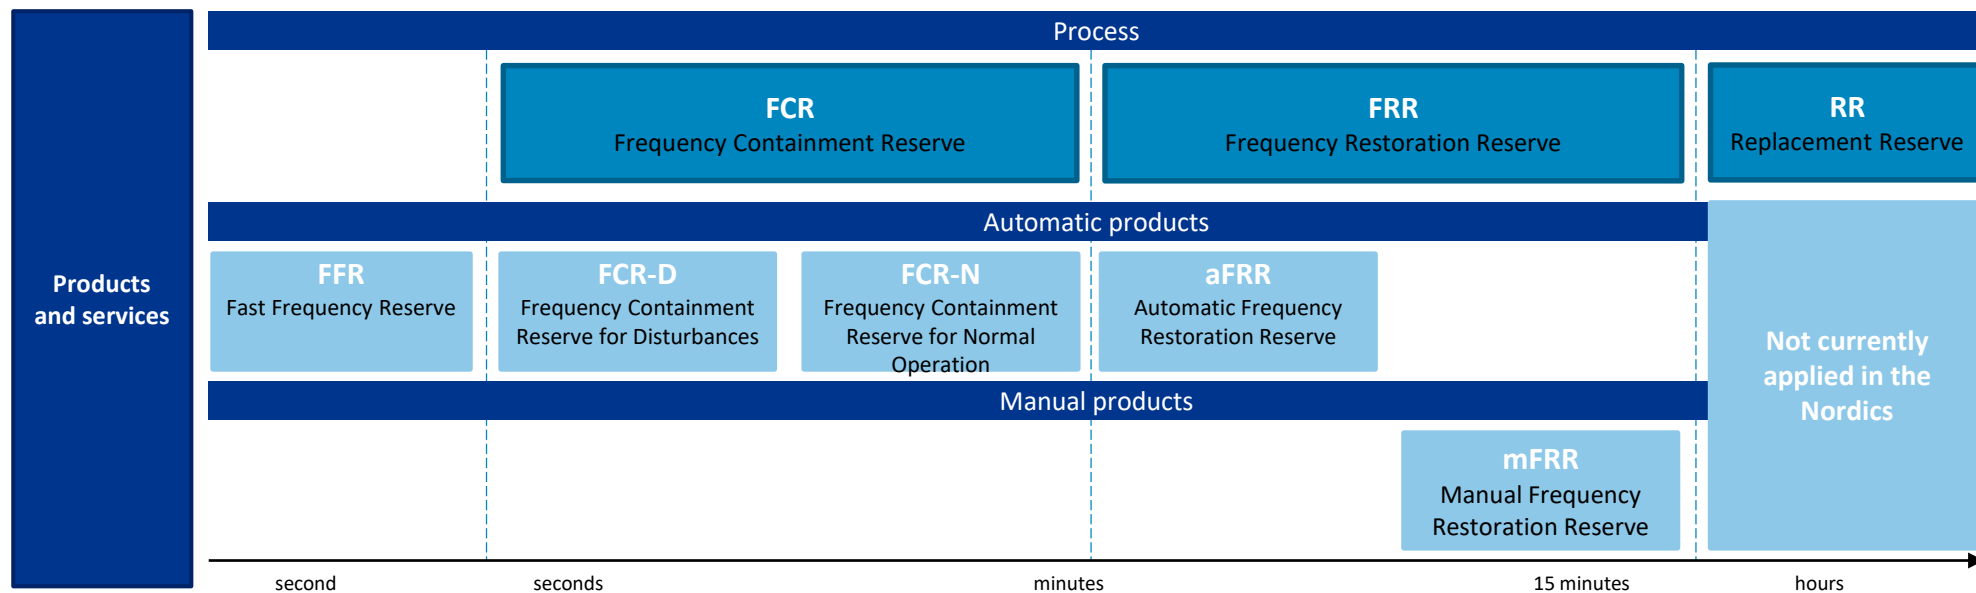 Products
and services
Process
FCR
Frequency Containment Reserve
FRR
Frequency Restoration Reserve
RR
Replacement Reserve
Automatic products
FFR
Fast Frequency Reserve
FCR-D
Frequency Containment
Reserve for Disturbances
FCR-N
Frequency Containment
Reserve for Normal
Operation
aFRR
Automatic Frequency
Restoration Reserve
Not currently
applied in the
Nordics
Manual products
mFRR
Manual Frequency
Restoration Reserve
second
seconds
minutes
15 minutes
hours